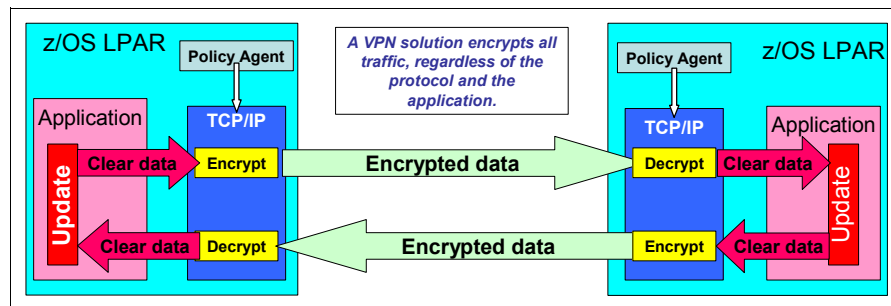 z/OS LPAR
Policy Agent
A VPN solution encrypts all
traffic, regardless of the
protocol and the
application.
z/OS LPAR
Policy Agent
Application
TCP/IP
TCP/IP
Application
Update
Clear data
Encrypt
Encrypted data
Decrypt
Clear data
Update
Clear data
Decrypt
Encrypted data
Encrypt
Clear data